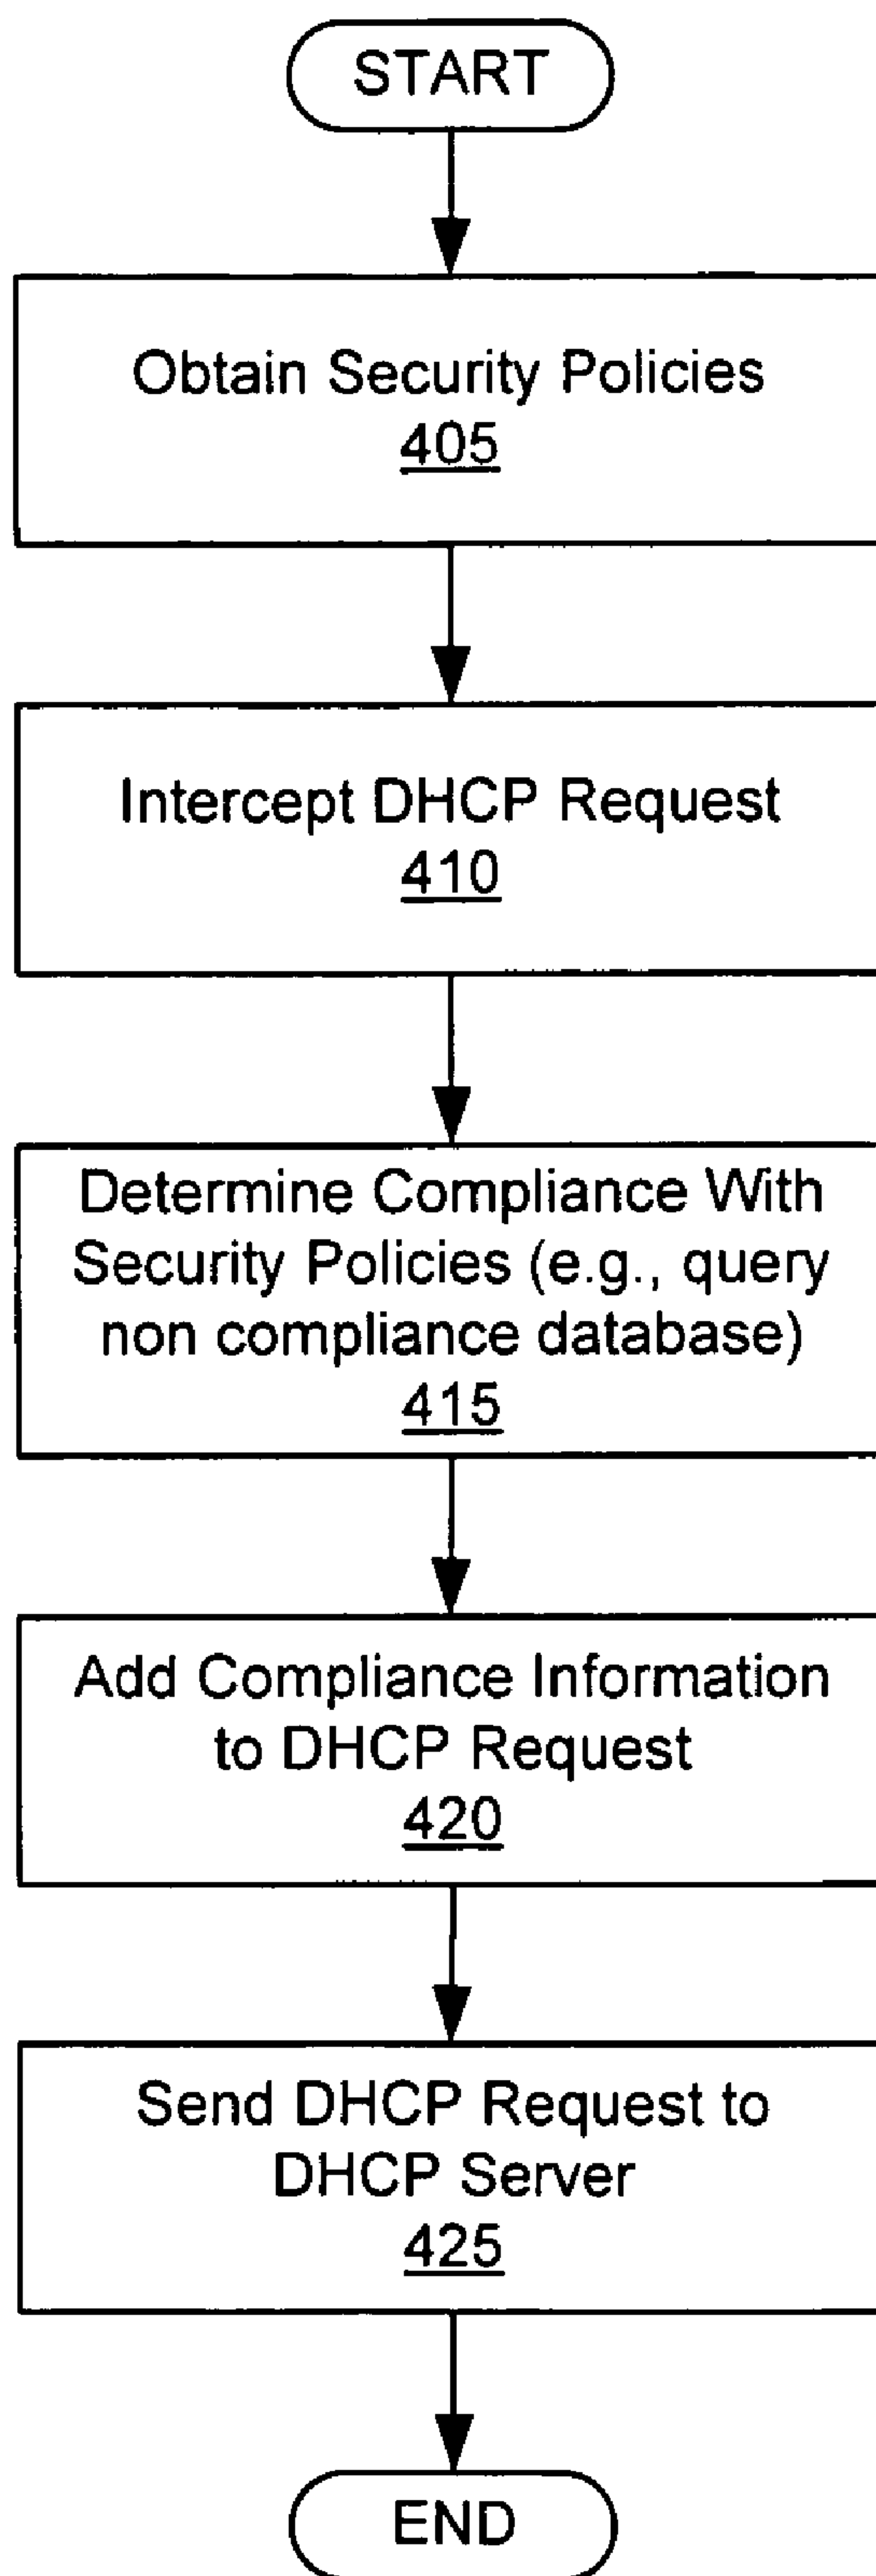 START
Obtain Security Policies
405
Intercept DHCP Request
410
Determine Compliance With
Security Policies (e.g., query
non compliance database)
415
Add Compliance Information
to DHCP Request
420
Send DHCP Request to
DHCP Server
425
END